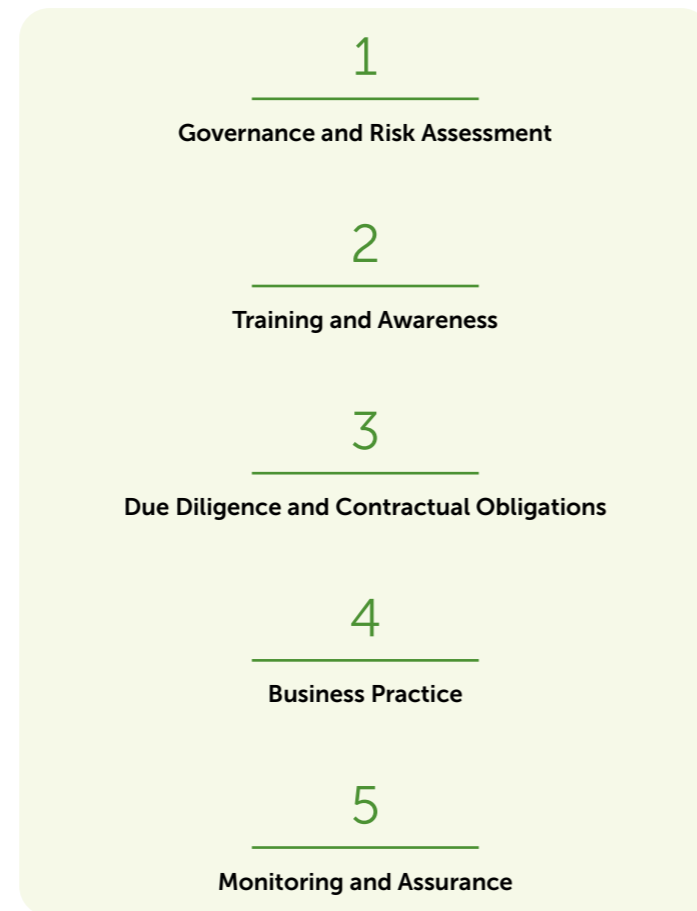 1
Governance and Risk Assessment
2
Training and Awareness
3
Due Diligence and Contractual Obligations
4
Business Practice
5
Monitoring and Assurance